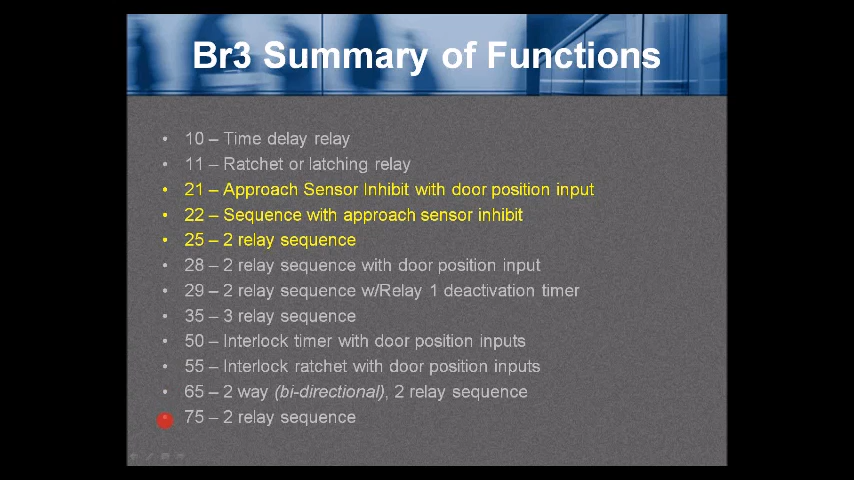 Br3 Summary of Functions
• 10 – Time delay relay
• 11 – Ratchet or latching relay
• 21 – Approach Sensor Inhibit with door position input
• 22 – Sequence with approach sensor inhibit
• 25 – 2 relay sequence
• 28 – 2 relay sequence with door position input
• 29 – 2 relay sequence w/Relay 1 deactivation timer
• 35 – 3 relay sequence
• 50 – Interlock timer with door position inputs
• 55 – Interlock ratchet with door position inputs
• 65 – 2 way (bi-directional), 2 relay sequence
• 75 – 2 relay sequence